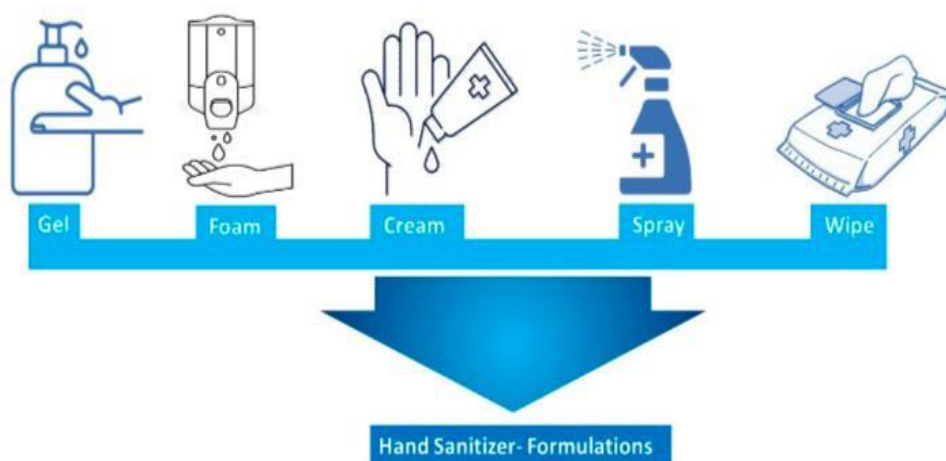 Gel
Foam
Cream
Spray
Wipe
Hand Sanitizer- Formulations